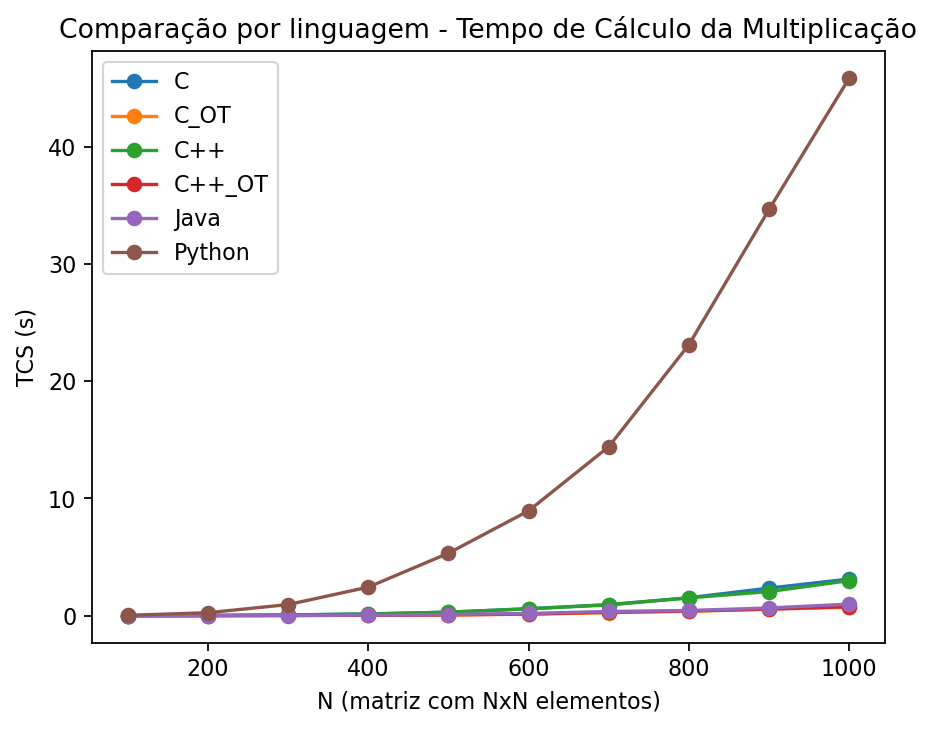 Comparação por linguagem - Tempo de Cálculo da Multiplicação
C
C_OT
C++
C++_OT
Java
Python
TCS (s)
40
30
20
10
0
200
400
600
800
1000
N (matriz com NxN elementos)